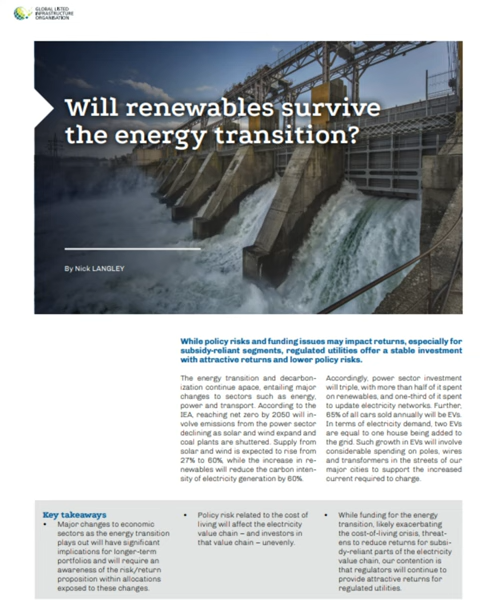 GLOBAL LISTED
INFRASTRUCTURE
ORGANISATION
Will renewables survive
the energy transition?
By Nick LANGLEY
While policy risks and funding issues may impact returns, especially for
subsidy-reliant segments, regulated utilities offer a stable investment
with attractive returns and lower policy risks.
The energy transition and decarbon-
ization continue apace, entailing major
changes to sectors such as energy,
power and transport. According to the
IEA, reaching net zero by 2050 will in-
volve emissions from the power sector
declining as solar and wind expand and
coal plants are shuttered. Supply from
solar and wind is expected to rise from
27% to 60%, while the increase in re-
newables will reduce the carbon inten-
sity of electricity generation by 60%.
Accordingly, power sector investment
will triple, with more than half of it spent
on renewables, and one-third of it spent
to update electricity networks. Further,
65% of all cars sold annually will be EVs.
In terms of electricity demand, two EVs
are equal to one house being added to
the grid. Such growth in EVs will involve
considerable spending on poles, wires
and transformers in the streets of our
major cities to support the increased
current required to charge.
Key takeaways
• Major changes to economic
sectors as the energy transition
plays out will have significant
implications for longer-term
portfolios and will require an
awareness of the risk/return
proposition within allocations
exposed to these changes.
• Policy risk related to the cost of
living will affect the electricity
value chain – and investors in
that value chain – unevenly.
• While funding for the energy
transition, likely exacerbating
the cost-of-living crisis, threat-
ens to reduce returns for subsi-
dy-reliant parts of the electricity
value chain, our contention is
that regulators will continue to
provide attractive returns for
regulated utilities.